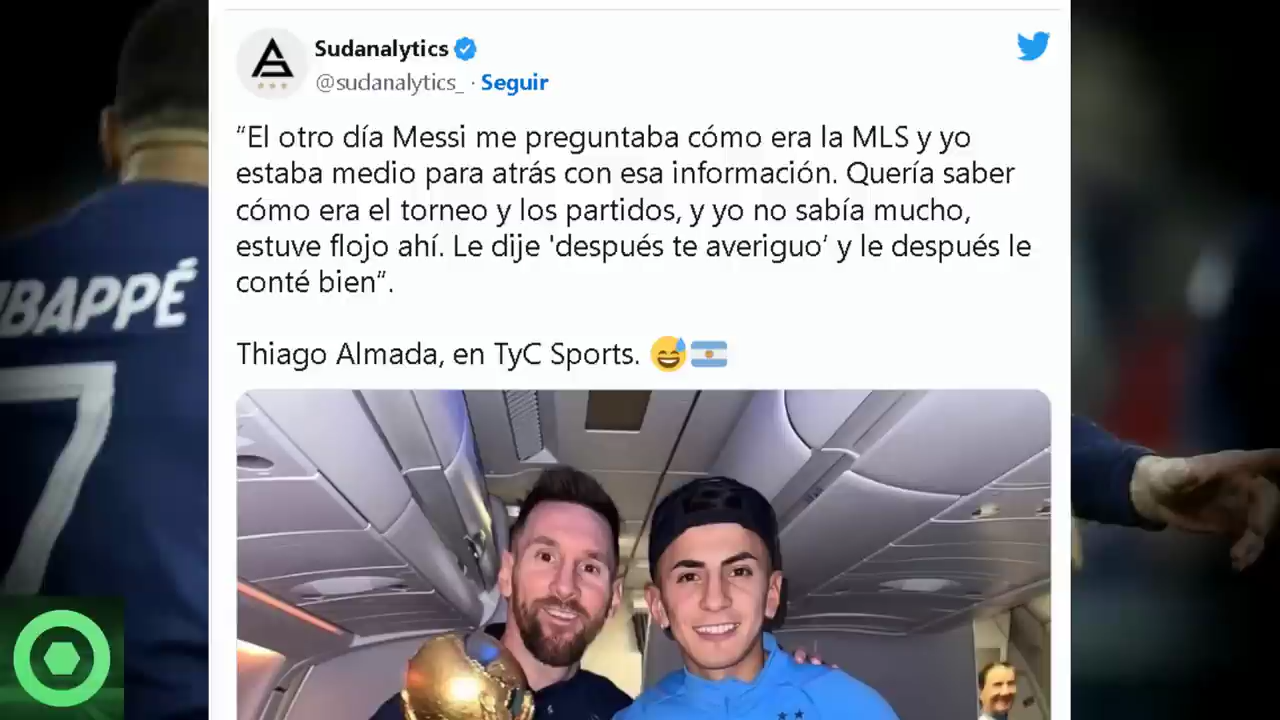 Sudanalytics
@sudanalytics_ · Seguir
“El otro día Messi me preguntaba cómo era la MLS y yo
estaba medio para atrás con esa información. Quería saber
cómo era el torneo y los partidos, y yo no sabía mucho,
estuve flojo ahí. Le dije 'después te averiguo’ y le después le
conté bien“.
Thiago Almada, en TyC Sports. 😅🇦🇷
BAPPÉ
7